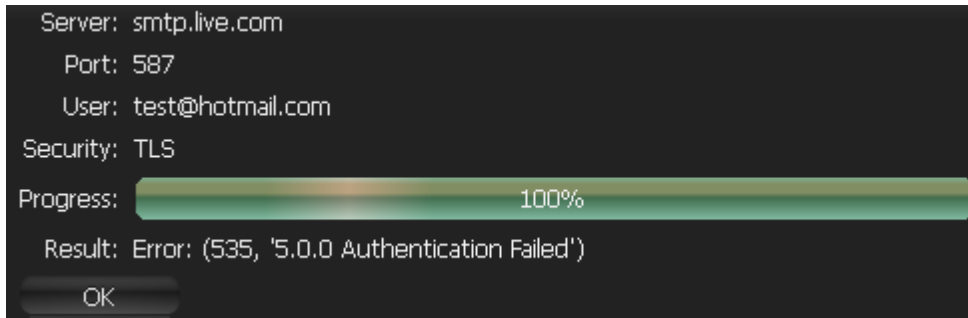 Server: smtp.live.com
Port: 587
User: test@hotmail.com
Security: TLS
Progress: 100%
Result: Error: (535, '5.0.0 Authentication Failed')
OK